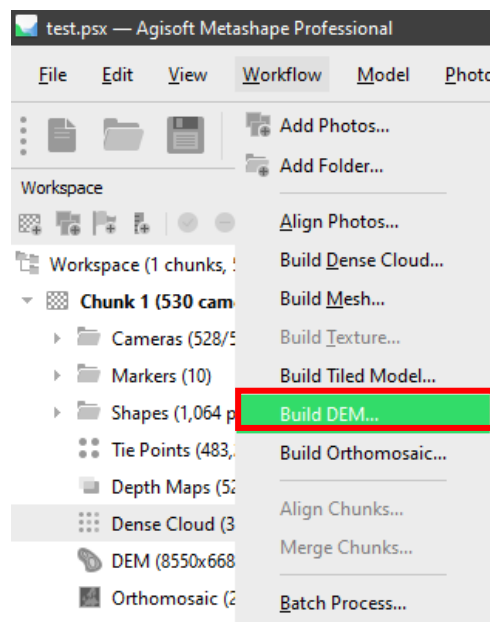 test.psx — Agisoft Metashape Professional
File Edit View Workflow Model Photo
Add Photos...
Add Folder...
Workspace
Align Photos...
Workspace (1 chunks,
Build Dense Cloud...
Chunk 1 (530 cam
Build Mesh...
Cameras (528/5
Build Texture...
Markers (10)
Build Tiled Model...
Shapes (1,064 p
Build DEM...
Tie Points (483,
Build Orthomosaic...
Depth Maps (52
Align Chunks...
Dense Cloud (3
Merge Chunks...
DEM (8550x668
Orthomosaic (2
Batch Process...